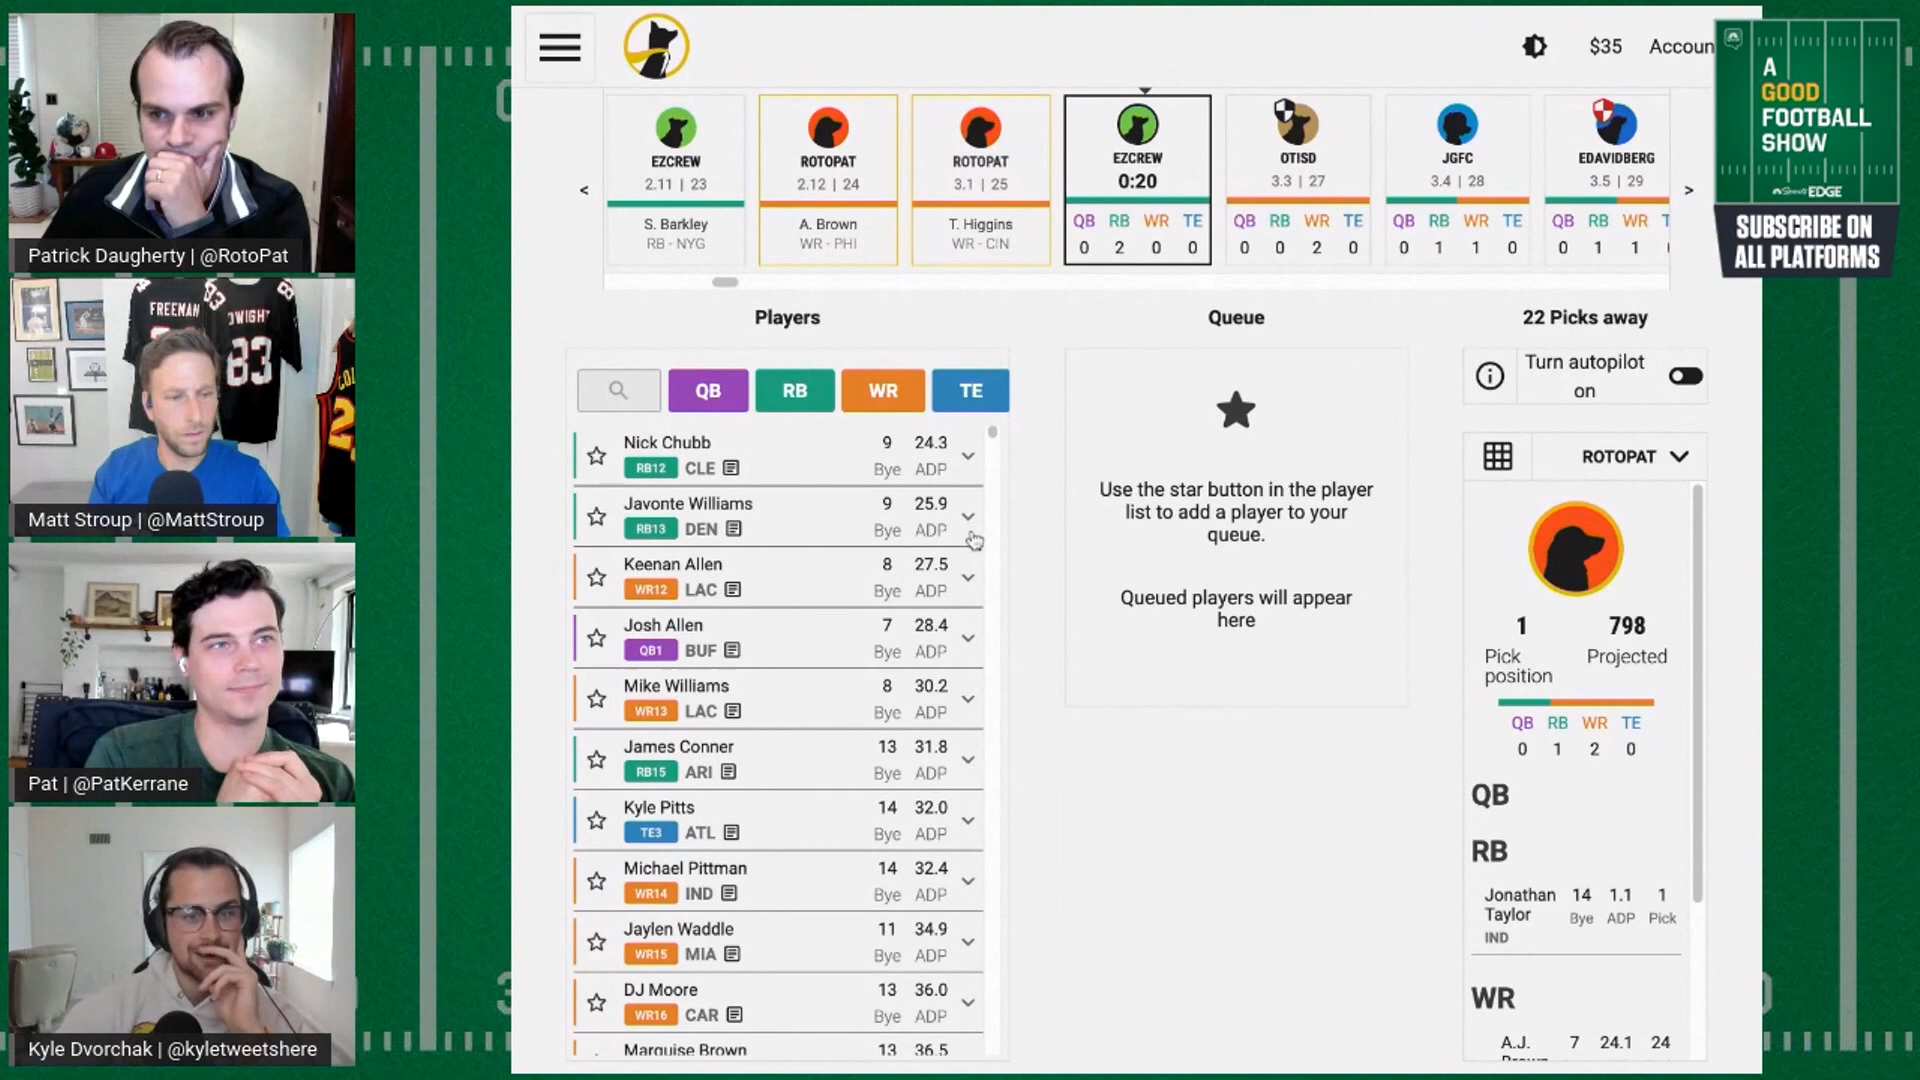 FREEMAN
DWIGHT
83
83
Patrick Daugherty | @RotoPat
Matt Stroup | @MattStroup
Pat | @PatKerrane
Kyle Dvorchak | @kyletweetshere
$35
Accoun
<
EZCREW
2.11 | 23
S. Barkley
RB - NYG
ROTOPAT
2.12 | 24
A. Brown
WR - PHI
ROTOPAT
3.1 | 25
T. Higgins
WR - CIN
EZCREW
0:20
QB RB WR TE
0 2 0 0
OTISD
3.3 | 27
QB RB WR TE
0 0 2 0
JGFC
3.4 | 28
QB RB WR TE
0 1 1 0
EDAVIDBERG
3.5 | 29
QB RB WR
0 1 1
>
Players
QB
RB
WR
TE
Nick Chubb 9 24.3
RB12 CLE Bye ADP
Javonte Williams 9 25.9
RB13 DEN Bye ADP
Keenan Allen 8 27.5
WR12 LAC Bye ADP
Josh Allen 7 28.4
QB1 BUF Bye ADP
Mike Williams 8 30.2
WR13 LAC Bye ADP
James Conner 13 31.8
RB15 ARI Bye ADP
Kyle Pitts 14 32.0
TE3 ATL Bye ADP
Michael Pittman 14 32.4
WR14 IND Bye ADP
Jaylen Waddle 11 34.9
WR15 MIA Bye ADP
DJ Moore 13 36.0
WR16 CAR Bye ADP
Marquise Brown 13 36.5
Queue
Use the star button in the player
list to add a player to your
queue.
Queued players will appear
here
22 Picks away
Turn autopilot
on
ROTOPAT
1 798
Pick
position
Projected
QB RB WR TE
0 1 2 0
QB
RB
Jonathan
Taylor
IND
14 1.1 1
Bye ADP Pick
WR
A.J. 7 24.1 24
A
GOOD
FOOTBALL
SHOW
EDGE
SUBSCRIBE ON
ALL PLATFORMS